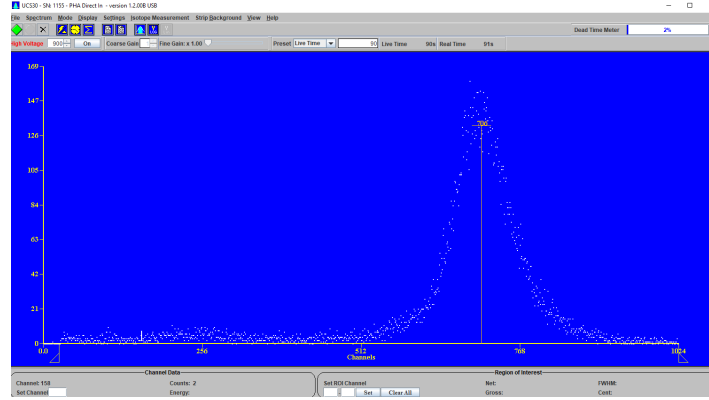 UCS30 - SN: 1155 - PHA Direct In - version 1.2.00B USB
File Spectrum Mode Display Settings Isotope Measurement Strip Background View Help
Dead Time Meter 2%
High Voltage 900 On Coarse Gain Fine Gain: x 1.00 Preset Live Time 90 Live Time 90s Real Time 91s
169
147
126
105
84
63
42
21
0
700
0.0 256 512 768 1024
Channels
Channel Data Region of Interest
Channel: 158 Counts: 2 Set ROI Channel Net: FWHM:
Set Channel Energy: - Set Clear All Gross: Cent: